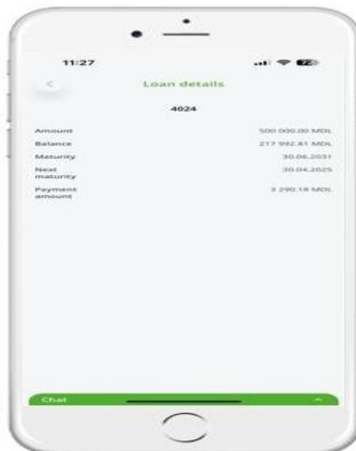 11:27
72
Loan details
4024
Amount 500 000.00 MDL
Balance 217 992.81 MDL
Maturity 30.06.2031
Next maturity 30.04.2025
Payment amount 3 290.18 MDL
Chat